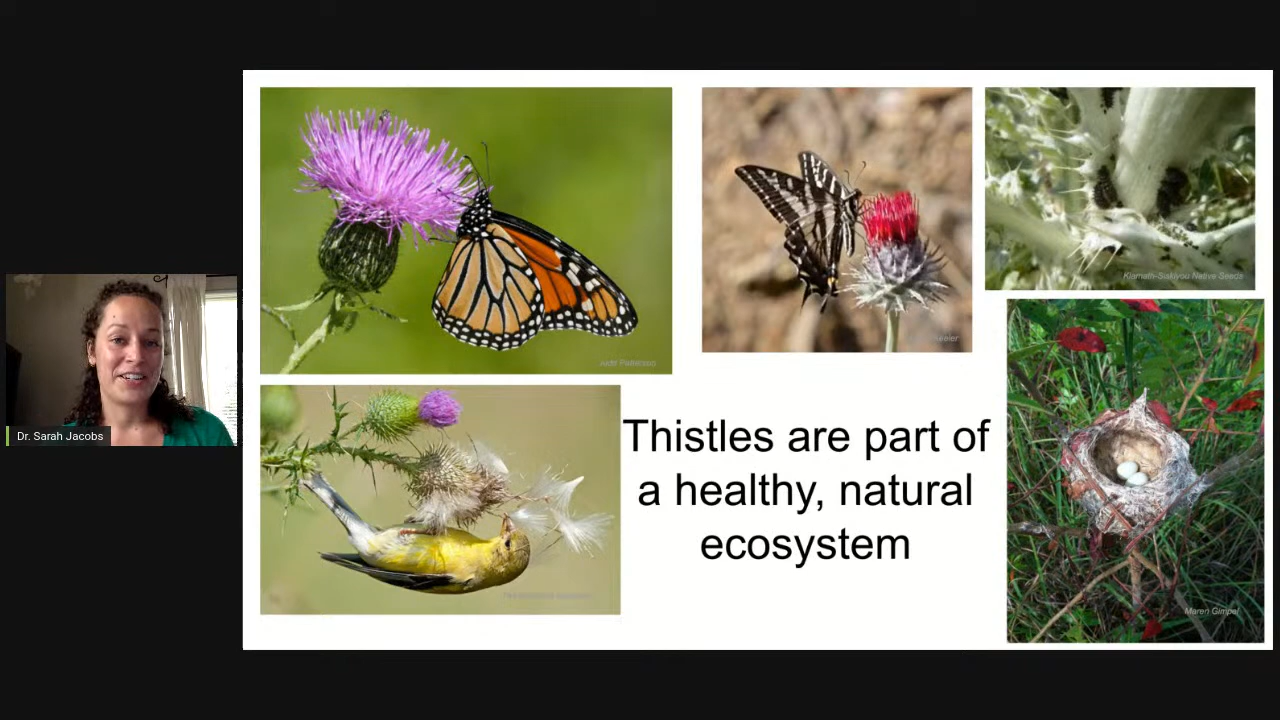 Dr. Sarah Jacobs
Klamath-Siskiyou Native Seeds
Thistles are part of
a healthy, natural
ecosystem
Maren Gimpel